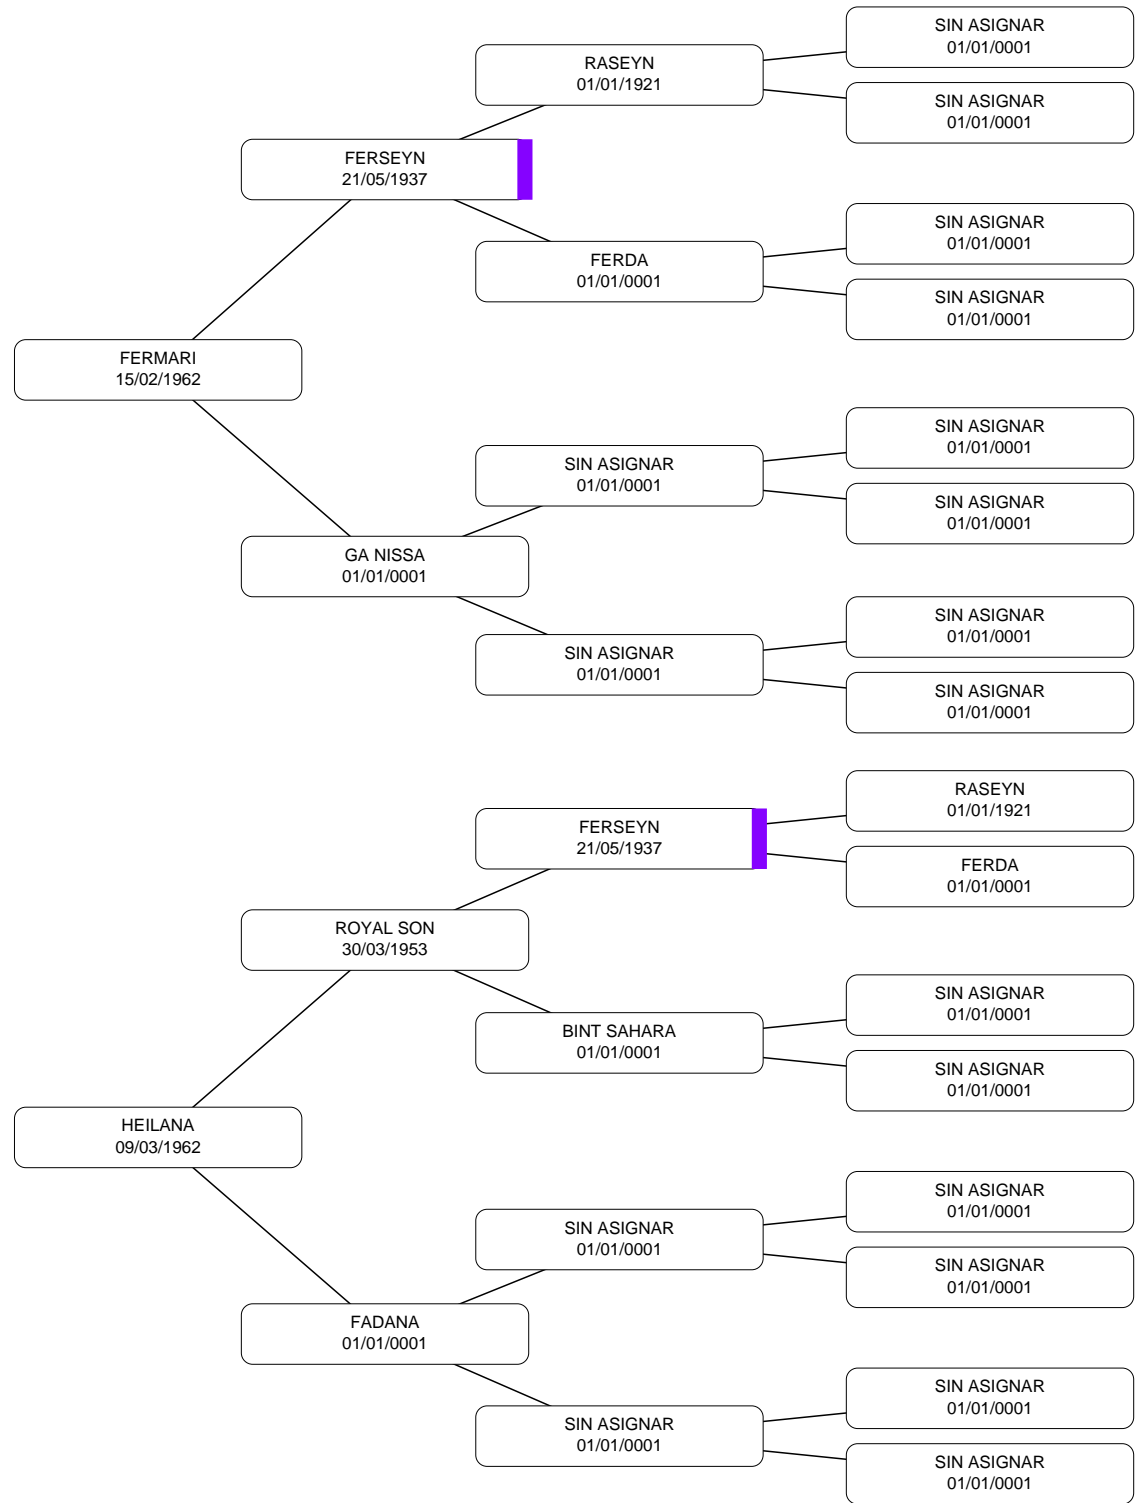 SIN ASIGNAR
01/01/0001
RASEYN
01/01/1921
SIN ASIGNAR
01/01/0001
FERSEYN
21/05/1937
SIN ASIGNAR
01/01/0001
FERDA
01/01/0001
SIN ASIGNAR
01/01/0001
FERMARI
15/02/1962
SIN ASIGNAR
01/01/0001
SIN ASIGNAR
01/01/0001
SIN ASIGNAR
01/01/0001
GA NISSA
01/01/0001
SIN ASIGNAR
01/01/0001
SIN ASIGNAR
01/01/0001
SIN ASIGNAR
01/01/0001
RASEYN
01/01/1921
FERSEYN
21/05/1937
FERDA
01/01/0001
ROYAL SON
30/03/1953
SIN ASIGNAR
01/01/0001
BINT SAHARA
01/01/0001
SIN ASIGNAR
01/01/0001
HEILANA
09/03/1962
SIN ASIGNAR
01/01/0001
SIN ASIGNAR
01/01/0001
SIN ASIGNAR
01/01/0001
FADANA
01/01/0001
SIN ASIGNAR
01/01/0001
SIN ASIGNAR
01/01/0001
SIN ASIGNAR
01/01/0001